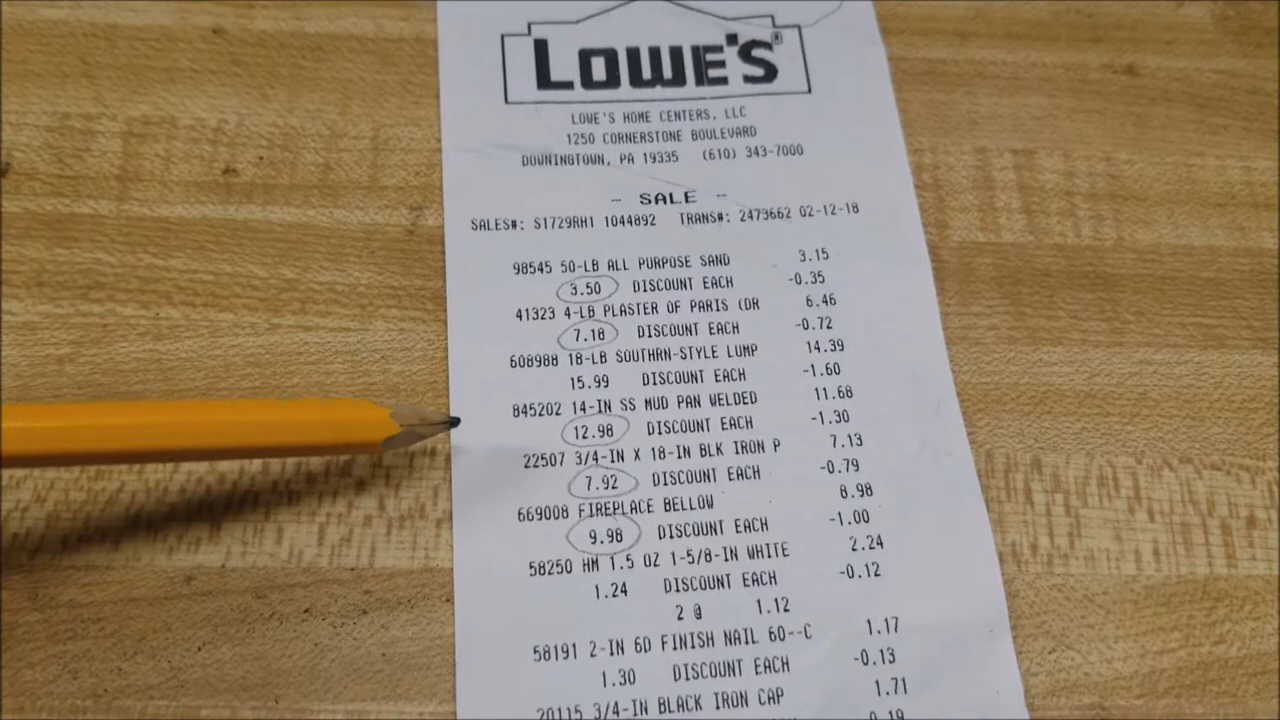 LOWE'S®
LOWE'S HOME CENTERS, LLC
1250 CORNERSTONE BOULEVARD
DOWNINGTOWN, PA 19335 (610) 343-7000
- SALE -
SALES#: S1729RH1 1044892 TRANS#: 2473662 02-12-18
98545 50-LB ALL PURPOSE SAND 3.15
3.50 DISCOUNT EACH -0.35
41323 4-LB PLASTER OF PARIS (DR 6.46
7.18 DISCOUNT EACH -0.72
608988 18-LB SOUTHRN-STYLE LUMP 14.39
15.99 DISCOUNT EACH -1.60
845202 14-IN SS MUD PAN WELDED 11.68
12.98 DISCOUNT EACH -1.30
22507 3/4-IN X 18-IN BLK IRON P 7.13
7.92 DISCOUNT EACH -0.79
669008 FIREPLACE BELLOW 8.98
9.98 DISCOUNT EACH -1.00
58250 HM 1.5 OZ 1-5/8-IN WHITE 2.24
1.24 DISCOUNT EACH -0.12
2 @ 1.12
58191 2-IN 6D FINISH NAIL 60--C 1.17
1.30 DISCOUNT EACH -0.13
20115 3/4-IN BLACK IRON CAP 1.71